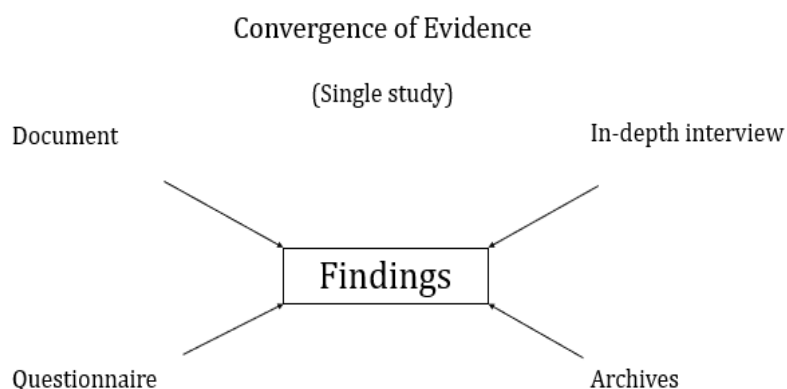 Convergence of Evidence
(Single study)
Document
In-depth interview
Findings
Questionnaire
Archives